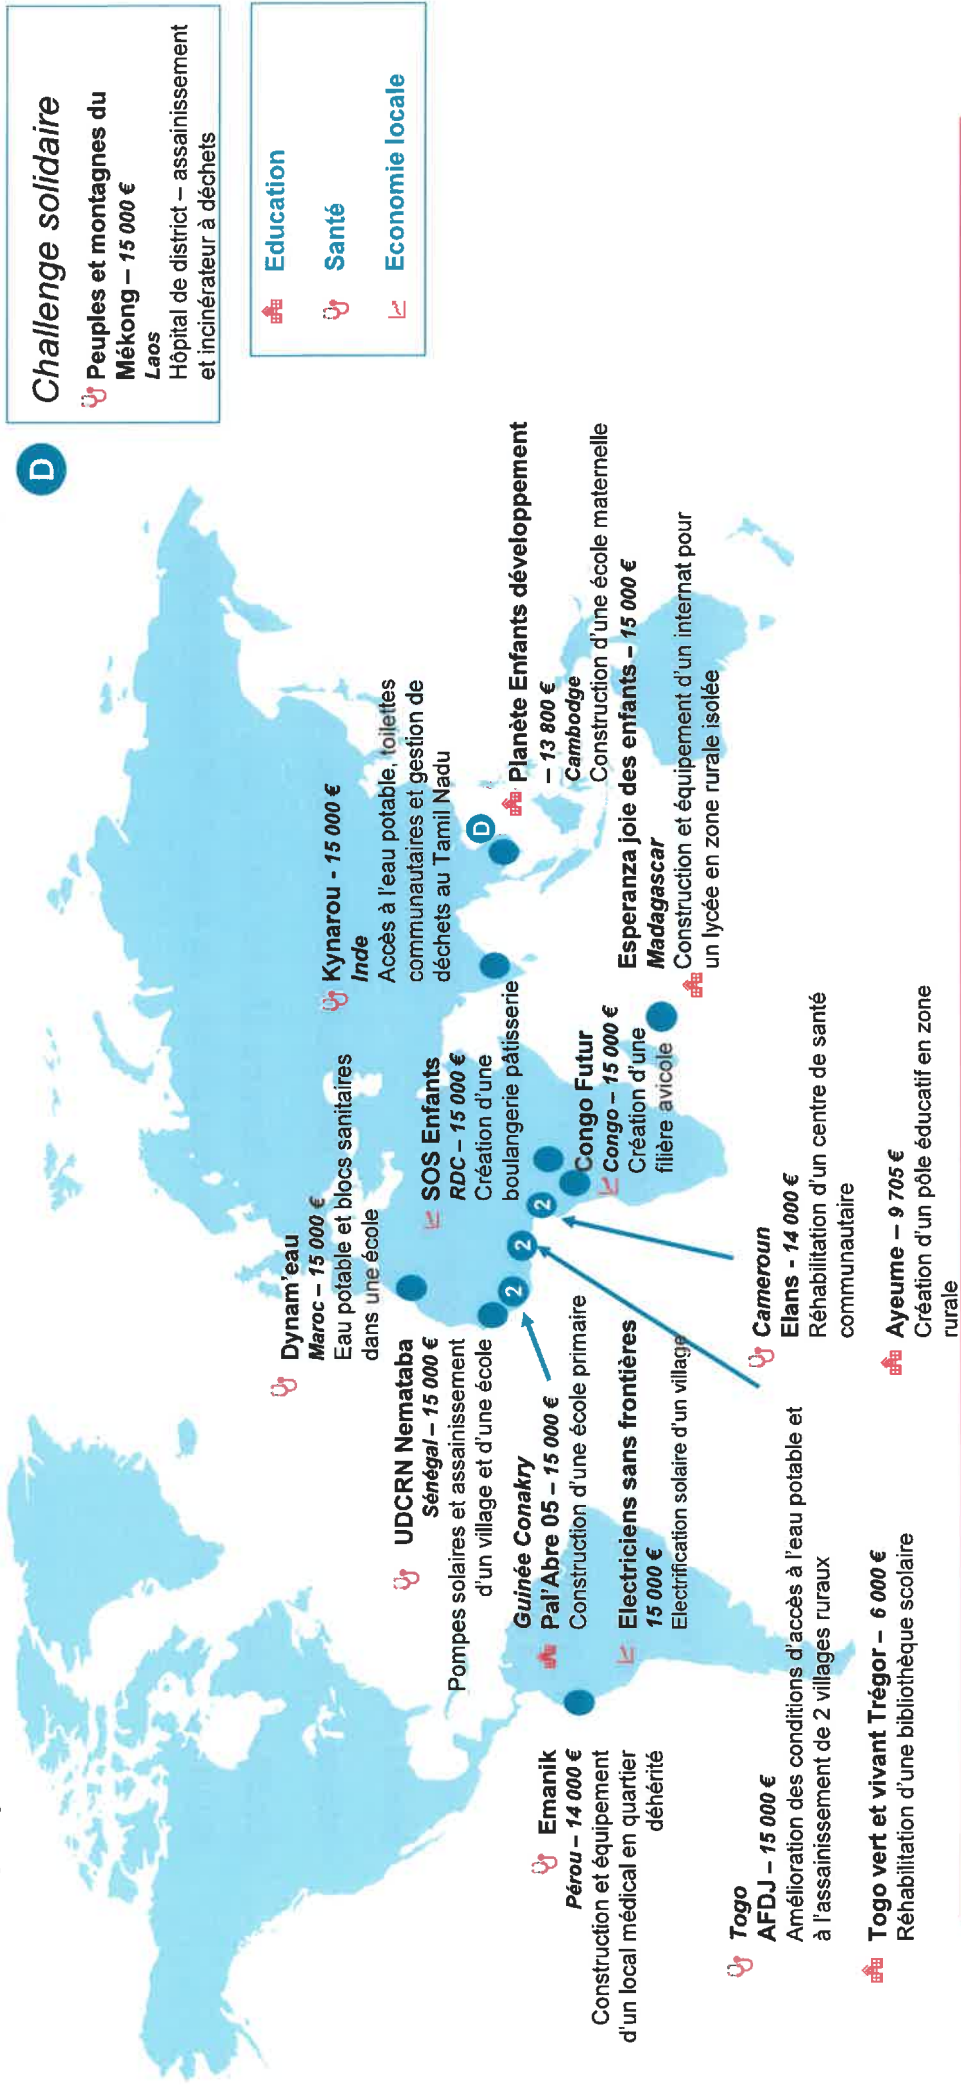 D
Challenge solidaire
Peuples et montagnes du
Mékong – 15 000 €
Laos
Hôpital de district – assainissement
et incinérateur à déchets
Education
Santé
Economie locale
Dynam'eau
Maroc – 15 000 €
Eau potable et blocs sanitaires
dans une école
Kynarou - 15 000 €
Inde
Accès à l'eau potable, toilettes
communautaires et gestion de
déchets au Tamil Nadu
UDCRN Nemataba
Sénégal – 15 000 €
Pompes solaires et assainissement
d'un village et d'une école
SOS Enfants
RDC – 15 000 €
Création d'une
boulangerie pâtisserie
D
Planète Enfants développement
– 13 800 €
Cambodge
Construction d'une école maternelle
Guinée Conakry
Pal'Abre 05 – 15 000 €
Construction d'une école primaire
Electriciens sans frontières
15 000 €
Electrification solaire d'un village
2
2
2
Congo Futur
Congo – 15 000 €
Création d'une
filière avicole
Esperanza joie des enfants – 15 000 €
Madagascar
Construction et équipement d'un internat pour
un lycée en zone rurale isolée
Emanik
Pérou – 14 000 €
Construction et équipement
d'un local médical en quartier
déhérité
Togo
AFDJ – 15 000 €
Amélioration des conditions d'accès à l'eau potable et
à l'assainissement de 2 villages ruraux
Togo vert et vivant Trégor – 6 000 €
Réhabilitation d'une bibliothèque scolaire
Cameroun
Elans - 14 000 €
Réhabilitation d'un centre de santé
communautaire
Ayeume – 9 705 €
Création d'un pôle éducatif en zone
rurale